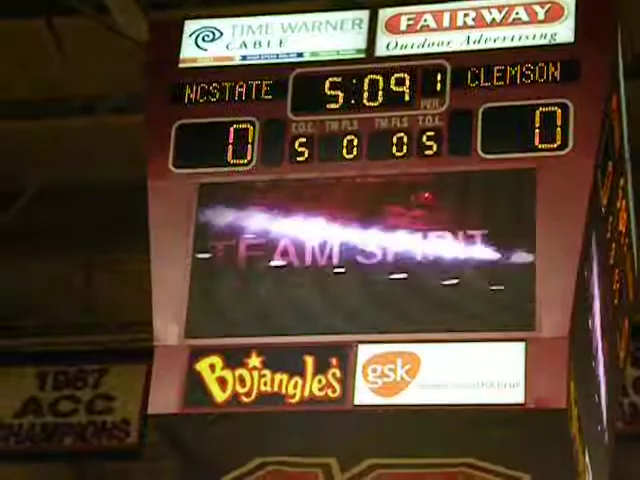 TIME WARNER
CABLE
FAIRWAY
Outdoor Advertising
NCSTATE
5:09
1
PER.
CLEMSON
0
T.O.L.
TM FLS
TM FLS
T.O.L.
0
5
0
0
5
TEAM SPIRIT
Bojangles'
gsk
1987
ACC
CHAMPIONS